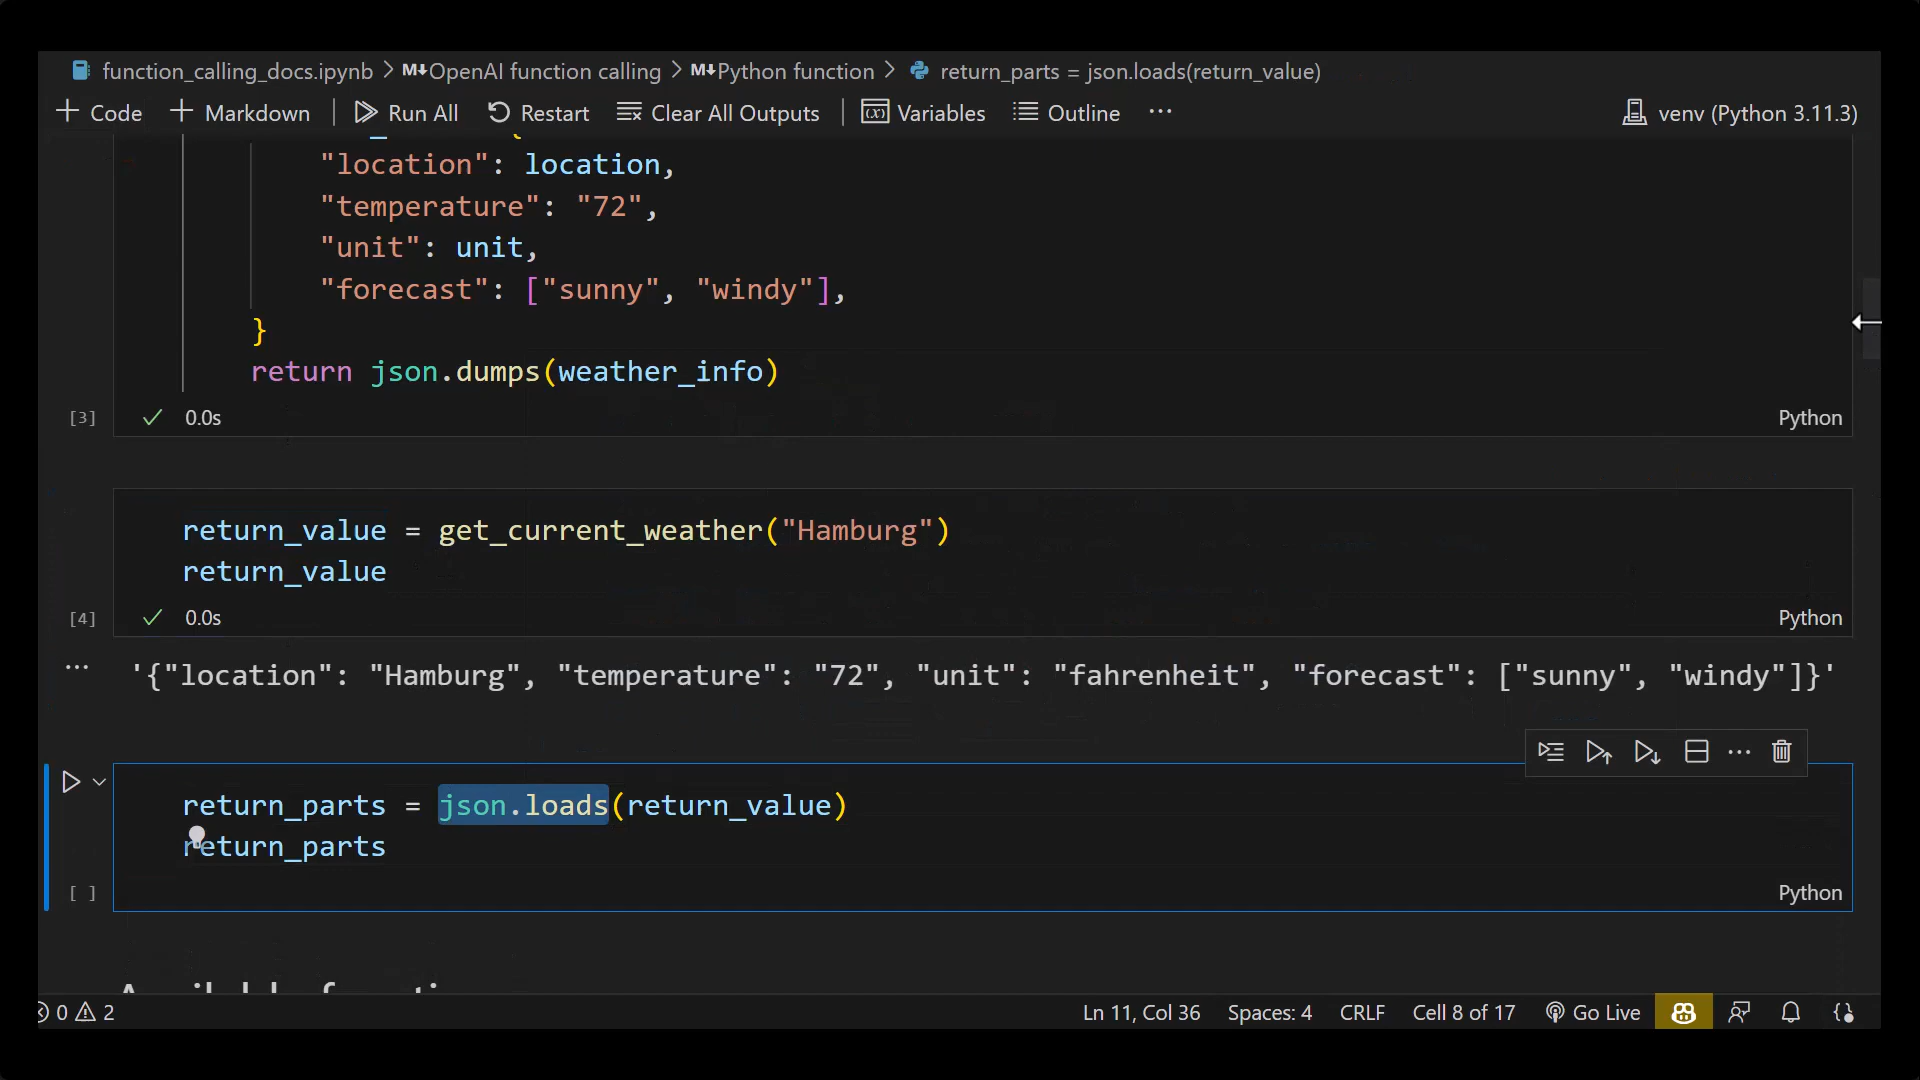 function_calling_docs.ipynb > M↓OpenAI function calling > M↓Python function > return_parts = json.loads(return_value)
+ Code + Markdown | Run All Restart Clear All Outputs | Variables Outline ... venv (Python 3.11.3)
"location": location,
"temperature": "72",
"unit": unit,
"forecast": ["sunny", "windy"],
}
return json.dumps(weather_info)
[3] 0.0s Python
return_value = get_current_weather("Hamburg")
return_value
[4] 0.0s Python
... '{"location": "Hamburg", "temperature": "72", "unit": "fahrenheit", "forecast": ["sunny", "windy"]}'
return_parts = json.loads(return_value)
return_parts
[ ] Python
0 2 Ln 11, Col 36 Spaces: 4 CRLF Cell 8 of 17 Go Live